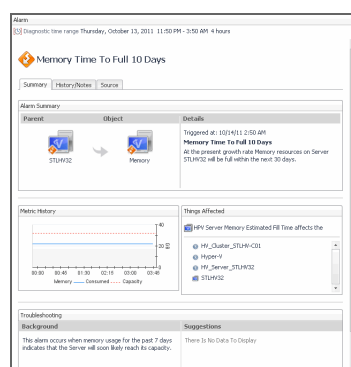 Alarm
Diagnostic time range Thursday, October 13, 2011 11:50 PM - 3:50 AM 4 hours
Memory Time To Full 10 Days
Summary History/Notes Source
Alarm Summary
Parent Object Details
STLHV32
Memory
Triggered at: 10/14/11 2:50 AM
Memory Time To Full 10 Days
At the present growth rate Memory resources on Server
STLHV32 will be full within the next 30 days.
Metric History
40
20
0
00:00 00:45 01:30 02:15 03:00 03:45
Memory Consumed Capacity
Things Affected
HPV Server Memory Estimated Fill Time affects the
HV_Cluster_STLHV-C01
Hyper-V
HV_Server_STLHV32
STLHV32
Troubleshooting
Background Suggestions
This alarm occurs when memory usage for the past 7 days
indicates that the Server will soon likely reach its capacity.
There Is No Data To Display